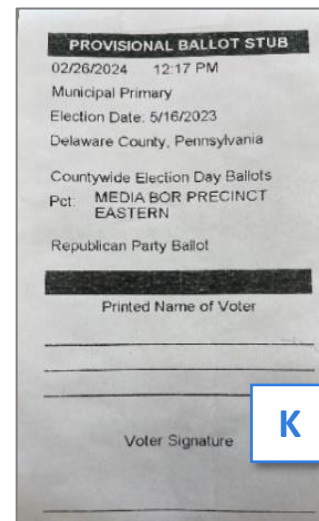 PROVISIONAL BALLOT STUB
02/26/2024 12:17 PM
Municipal Primary
Election Date: 5/16/2023
Delaware County, Pennsylvania
Countywide Election Day Ballots
Pct: MEDIA BOR PRECINCT
EASTERN
Republican Party Ballot
Printed Name of Voter
K
Voter Signature